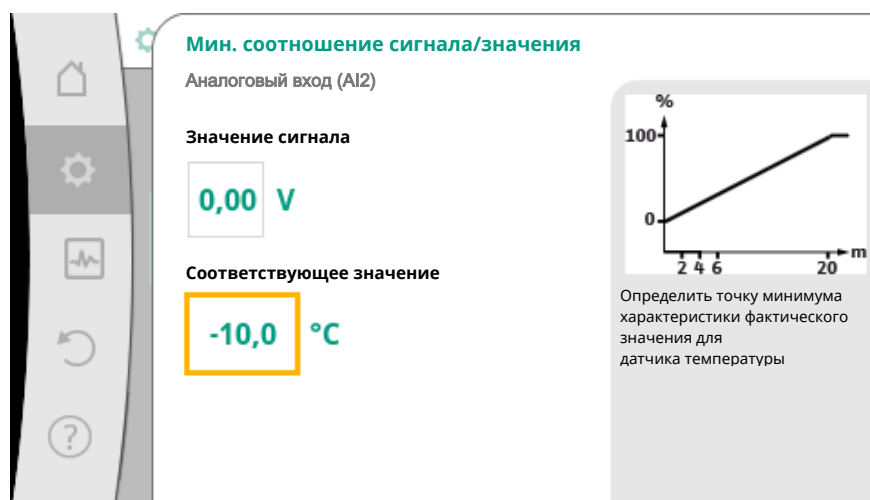 Мин. соотношение сигнала/значения
Аналоговый вход (AI2)
Значение сигнала
0,00 V
Соответствующее значение
-10,0 °C
%
100
0
2 4 6 20 m
Определить точку минимума
характеристики фактического
значения для
датчика температуры
?